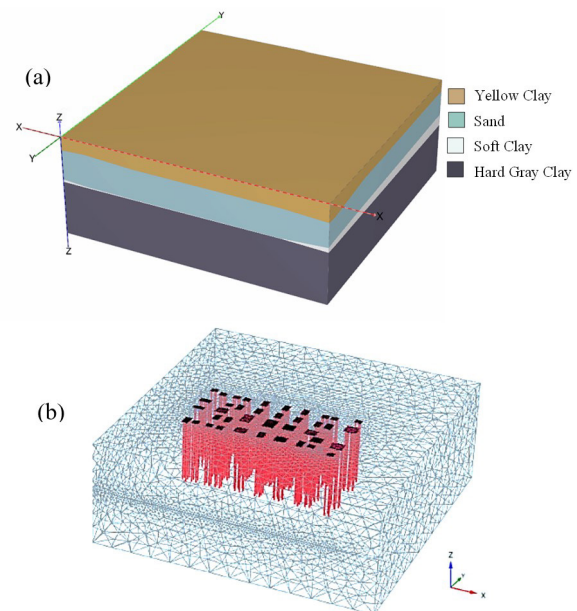 Y
(a)
Yellow Clay
Sand
Soft Clay
Hard Gray Clay
Z
X
Y
X
Z
(b)
Z
Y
X